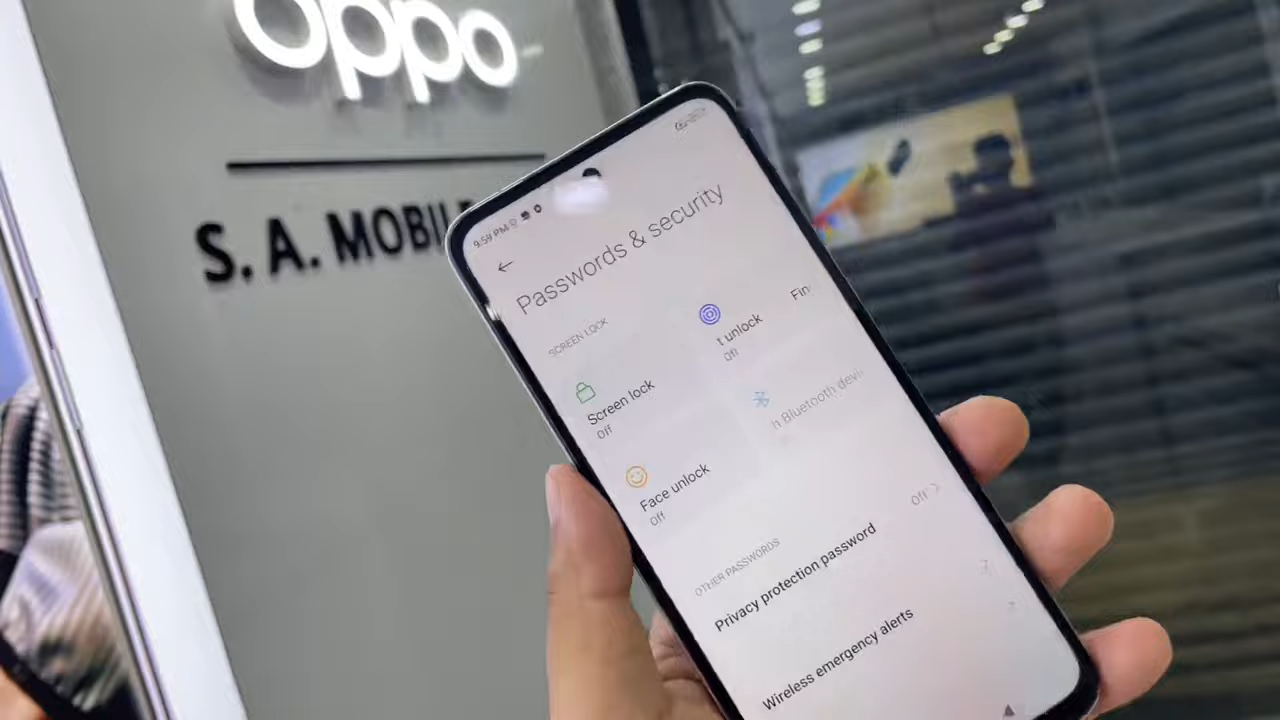 oppo
S. A. MOBILE
9:59 PM
Passwords & security
SCREEN LOCK
Screen lock
Off
Fin
t unlock
Off
Face unlock
Off
h Bluetooth devi
OTHER PASSWORDS
Privacy protection password
Off
Wireless emergency alerts